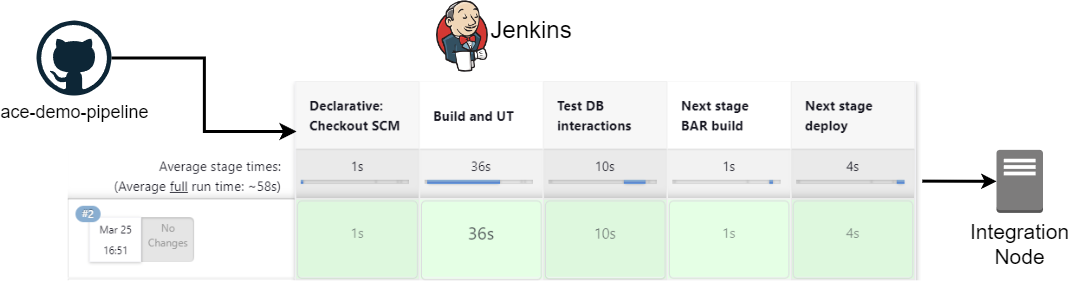 Jenkins
ace-demo-pipeline
Declarative:
Checkout SCM
Build and UT
Test DB
interactions
Next stage
BAR build
Next stage
deploy
Average stage times:
(Average full run time: ~58s)
1s
36s
10s
1s
4s
#2
Mar 25
16:51
No
Changes
1s
36s
10s
1s
4s
Integration
Node